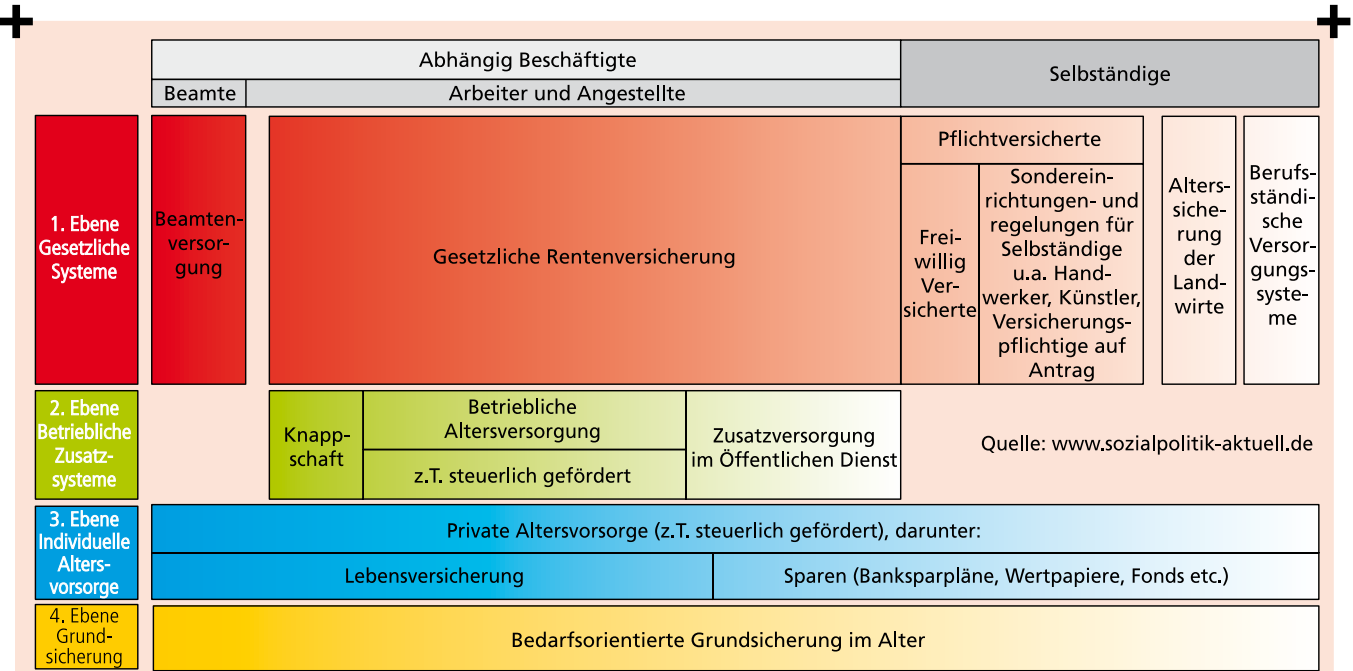 Abhängig Beschäftigte
Selbständige
Beamte
Arbeiter und Angestellte
1. Ebene
Gesetzliche
Systeme
Beamten-
versor-
gung
Gesetzliche Rentenversicherung
Pflichtversicherte
Frei-
willig
Ver-
sicherte
Sonderein-
richtungen- und
regelungen für
Selbständige
u.a. Hand-
werker, Künstler,
Versicherungs-
pflichtige auf
Antrag
Alters-
siche-
rung
der
Land-
wirte
Berufs-
ständi-
sche
Versor-
gungs-
syste-
me
2. Ebene
Betriebliche
Zusatz-
systeme
Knapp-
schaft
Betriebliche
Altersversorgung
z.T. steuerlich gefördert
Zusatzversorgung
im Öffentlichen Dienst
Quelle: www.sozialpolitik-aktuell.de
3. Ebene
Individuelle
Alters-
vorsorge
Private Altersvorsorge (z.T. steuerlich gefördert), darunter:
Lebensversicherung
Sparen (Banksparpläne, Wertpapiere, Fonds etc.)
4. Ebene
Grund-
sicherung
Bedarfsorientierte Grundsicherung im Alter